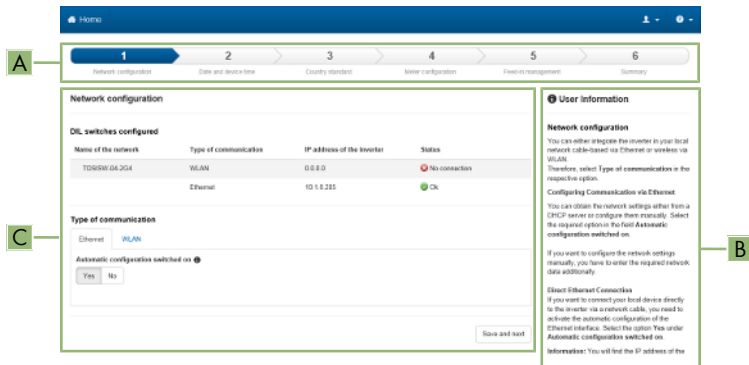 Home
A
1 2 3 4 5 6
Network configuration Date and device time Country standard Meter configuration Feed-in management Summary
Network configuration
DIL switches configured
Name of the network Type of communication IP address of the inverter Status
WLAN 0.0.0.0 No connection
Ethernet 10.1.0.205 Ok
Type of communication
C
Ethernet WLAN
Automatic configuration switched on
Yes No
Save and next
User Information
Network configuration
You can either integrate the inverter in your local
network cable-based via Ethernet or wireless via
WLAN.
Therefore, select Type of communication in the
respective option.
Configuring Communication via Ethernet
You can obtain the network settings either from a
DHCP server or configure them manually. Select
the required option in the field Automatic
configuration switched on.
B
If you want to configure the network settings
manually, you have to enter the required network
data additionally.
Direct Ethernet Connection
If you want to connect your local device directly
to the inverter via a network cable, you need to
activate the automatic configuration of the
Ethernet interface. Select the option Yes under
Automatic configuration switched on.
Information: You will find the IP address of the